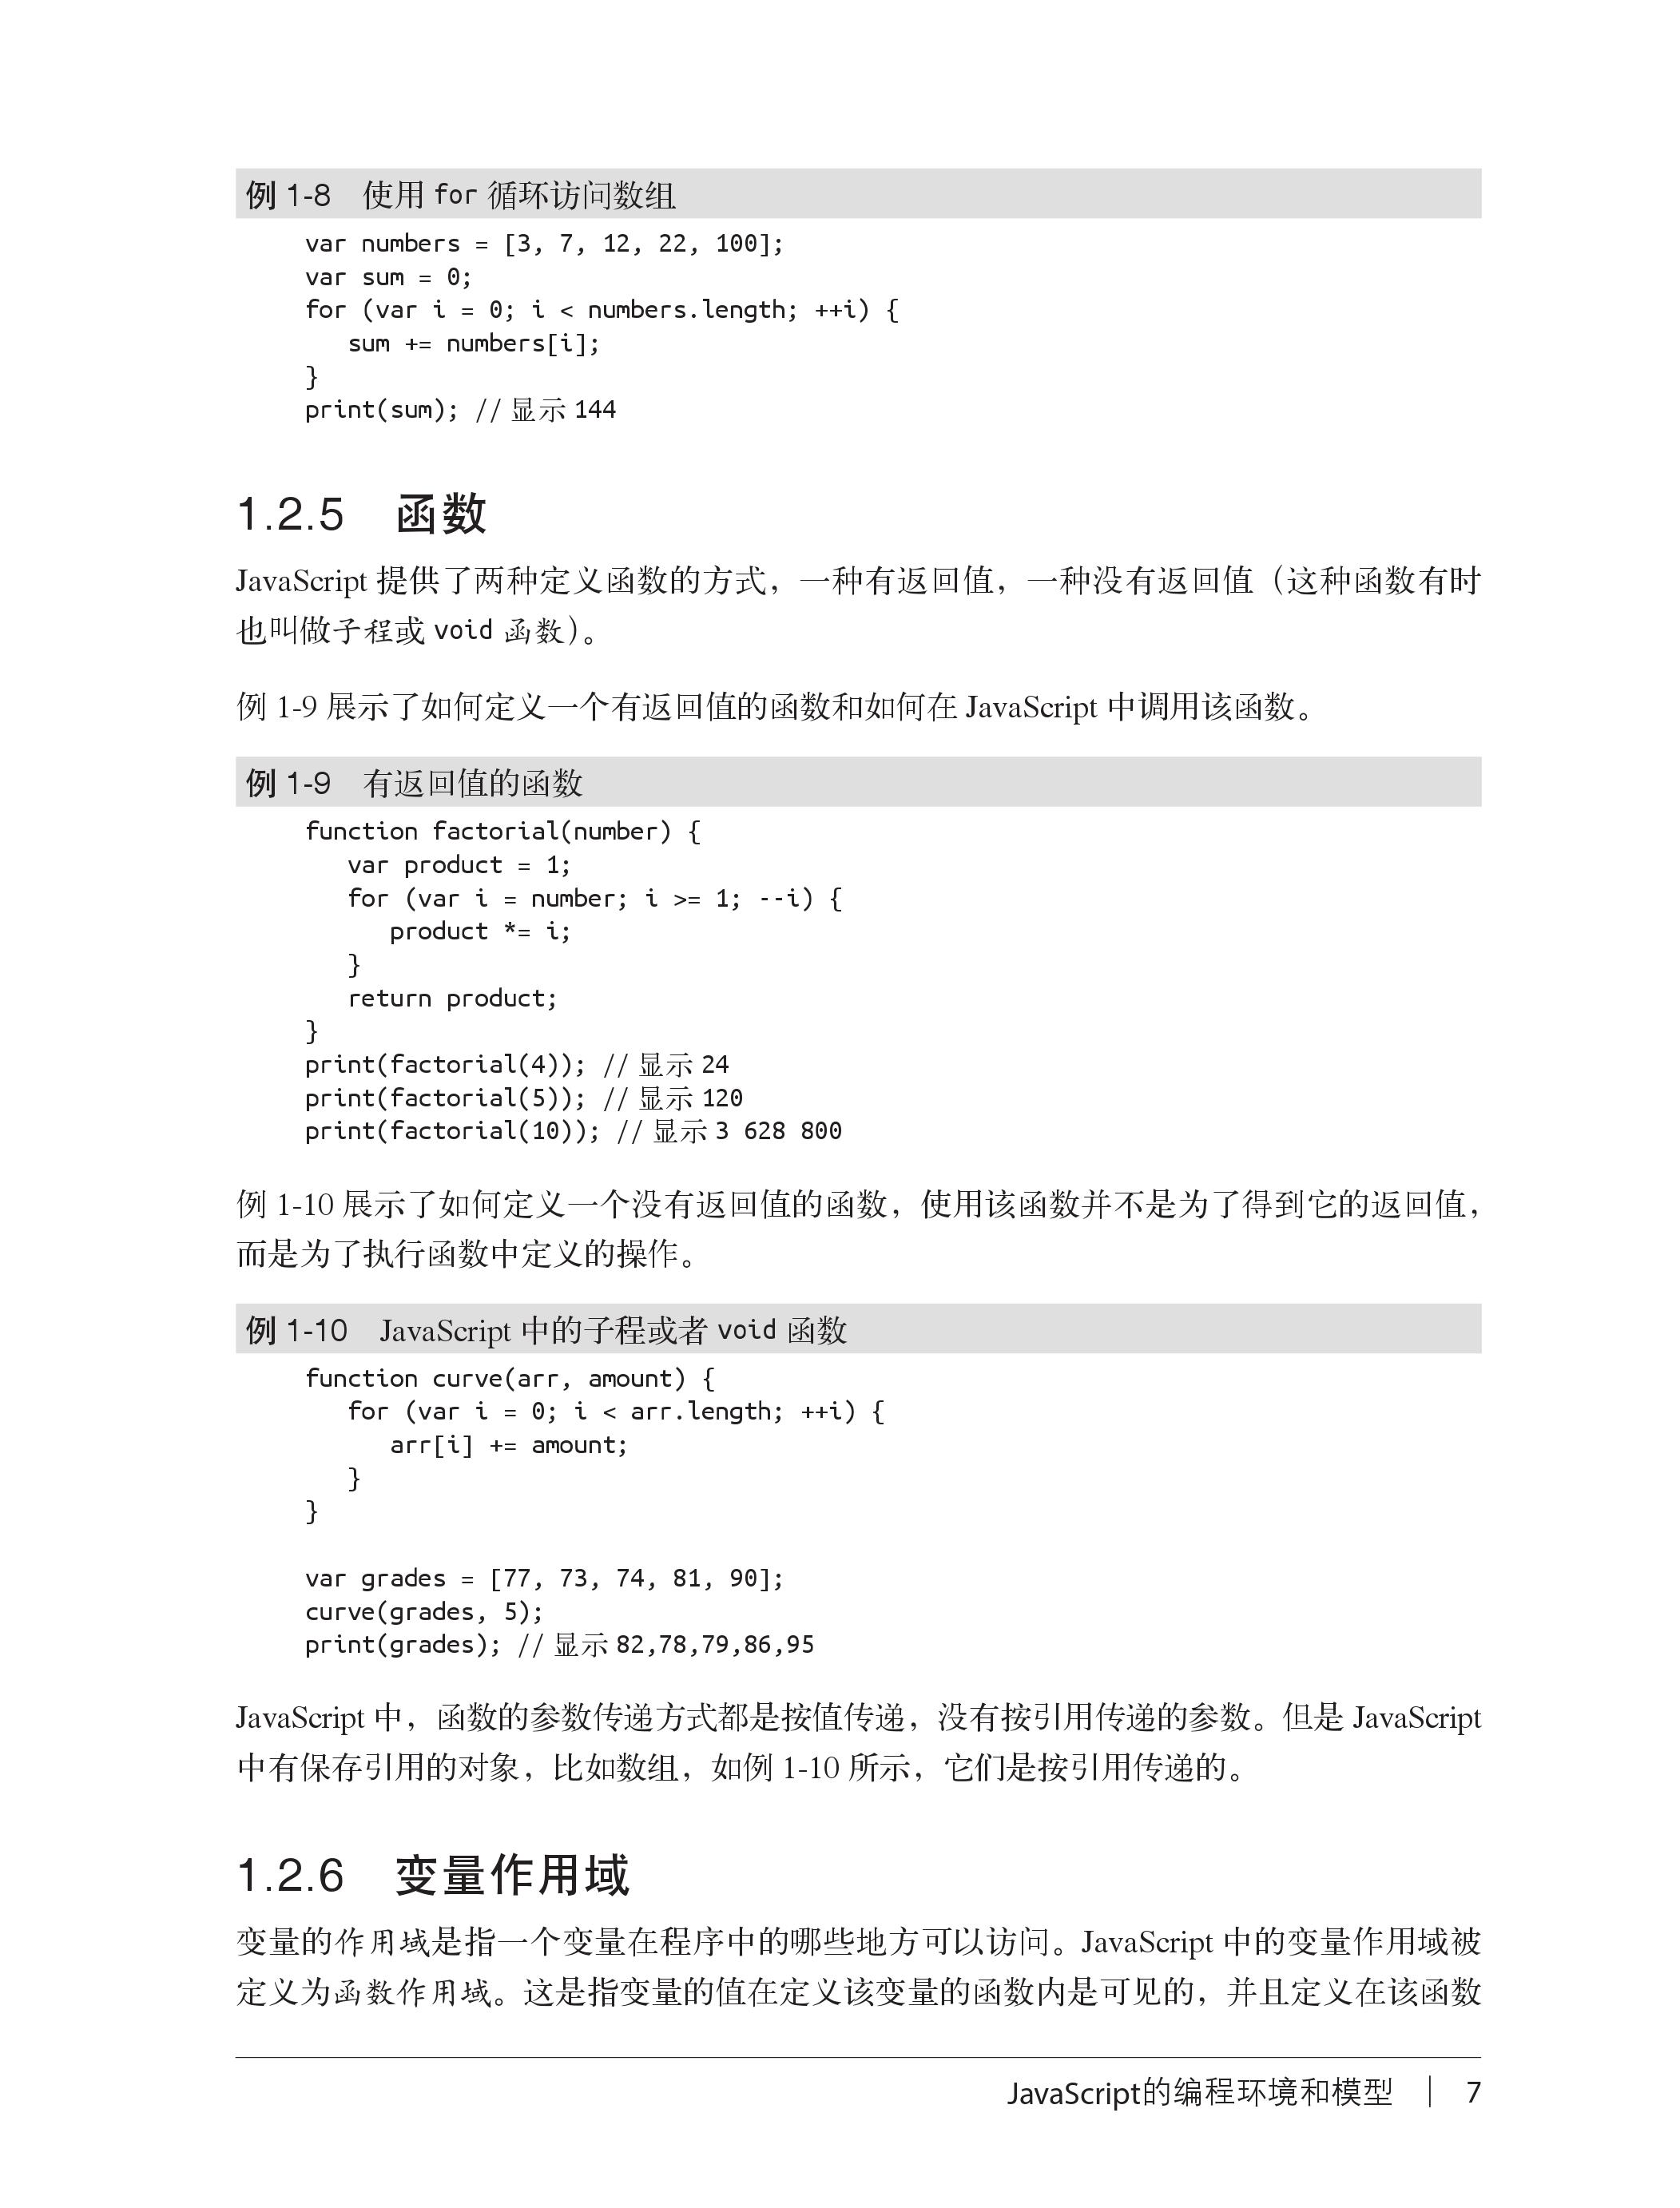 例 1-8 使用 for 循环访问数组
var numbers = [3, 7, 12, 22, 100];
var sum = 0;
for (var i = 0; i < numbers.length; ++i) {
   sum += numbers[i];
}
print(sum); // 显示 144
1.2.5 函数
JavaScript 提供了两种定义函数的方式，一种有返回值，一种没有返回值（这种函数有时
也叫做子程或 void 函数）。
例 1-9 展示了如何定义一个有返回值的函数和如何在 JavaScript 中调用该函数。
例 1-9 有返回值的函数
function factorial(number) {
   var product = 1;
   for (var i = number; i >= 1; --i) {
      product *= i;
   }
   return product;
}
print(factorial(4)); // 显示 24
print(factorial(5)); // 显示 120
print(factorial(10)); // 显示 3 628 800
例 1-10 展示了如何定义一个没有返回值的函数，使用该函数并不是为了得到它的返回值，
而是为了执行函数中定义的操作。
例 1-10 JavaScript 中的子程或者 void 函数
function curve(arr, amount) {
   for (var i = 0; i < arr.length; ++i) {
      arr[i] += amount;
   }
}
var grades = [77, 73, 74, 81, 90];
curve(grades, 5);
print(grades); // 显示 82,78,79,86,95
JavaScript 中，函数的参数传递方式都是按值传递，没有按引用传递的参数。但是 JavaScript
中有保存引用的对象，比如数组，如例 1-10 所示，它们是按引用传递的。
1.2.6 变量作用域
变量的作用域是指一个变量在程序中的哪些地方可以访问。JavaScript 中的变量作用域被
定义为函数作用域。这是指变量的值在定义该变量的函数内是可见的，并且定义在该函数
JavaScript的编程环境和模型 | 7